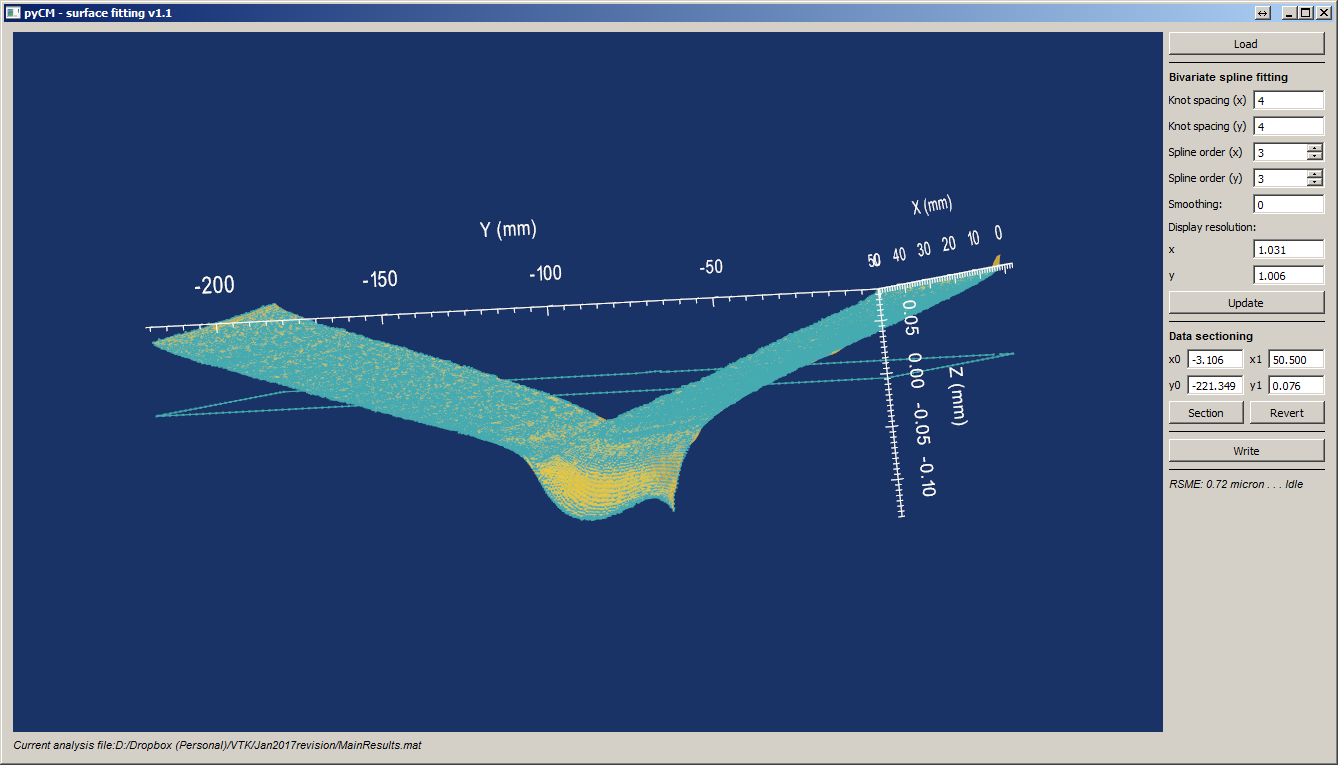 pyCM - surface fitting v1.1
Load
Bivariate spline fitting
Knot spacing (x) 4
Knot spacing (y) 4
Spline order (x) 3
Spline order (y) 3
Smoothing: 0
Display resolution:
x 1.031
y 1.006
Update
Data sectioning
x0 -3.106 x1 50.500
y0 -221.349 y1 0.076
Section Revert
Write
RSME: 0.72 micron . . . Idle
X (mm)
50 40 30 20 10 0
Y (mm)
-200 -150 -100 -50 0
0.05 0.00 -0.05 -0.10
Z (mm)
Current analysis file:D:/Dropbox (Personal)/VTK/Jan2017revision/MainResults.mat